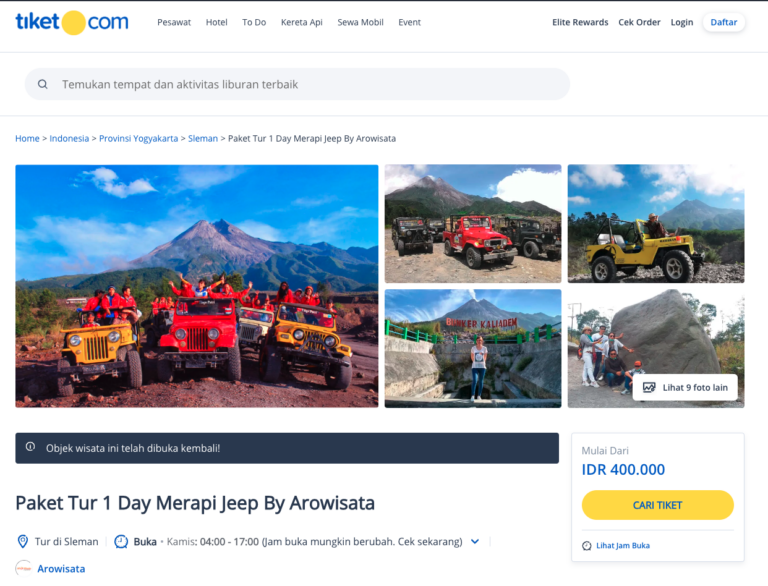 tiket com
Pesawat Hotel To Do Kereta Api Sewa Mobil Event
Elite Rewards Cek Order Login Daftar
Temukan tempat dan aktivitas liburan terbaik
Home > Indonesia > Provinsi Yogyakarta > Sleman > Paket Tur 1 Day Merapi Jeep By Arowisata
BUNKER KALIADEM
Lihat 9 foto lain
Objek wisata ini telah dibuka kembali!
Mulai Dari
IDR 400.000
CARI TIKET
Lihat Jam Buka
Paket Tur 1 Day Merapi Jeep By Arowisata
Tur di Sleman
Buka • Kamis: 04:00 - 17:00 (Jam buka mungkin berubah. Cek sekarang)
Arowisata